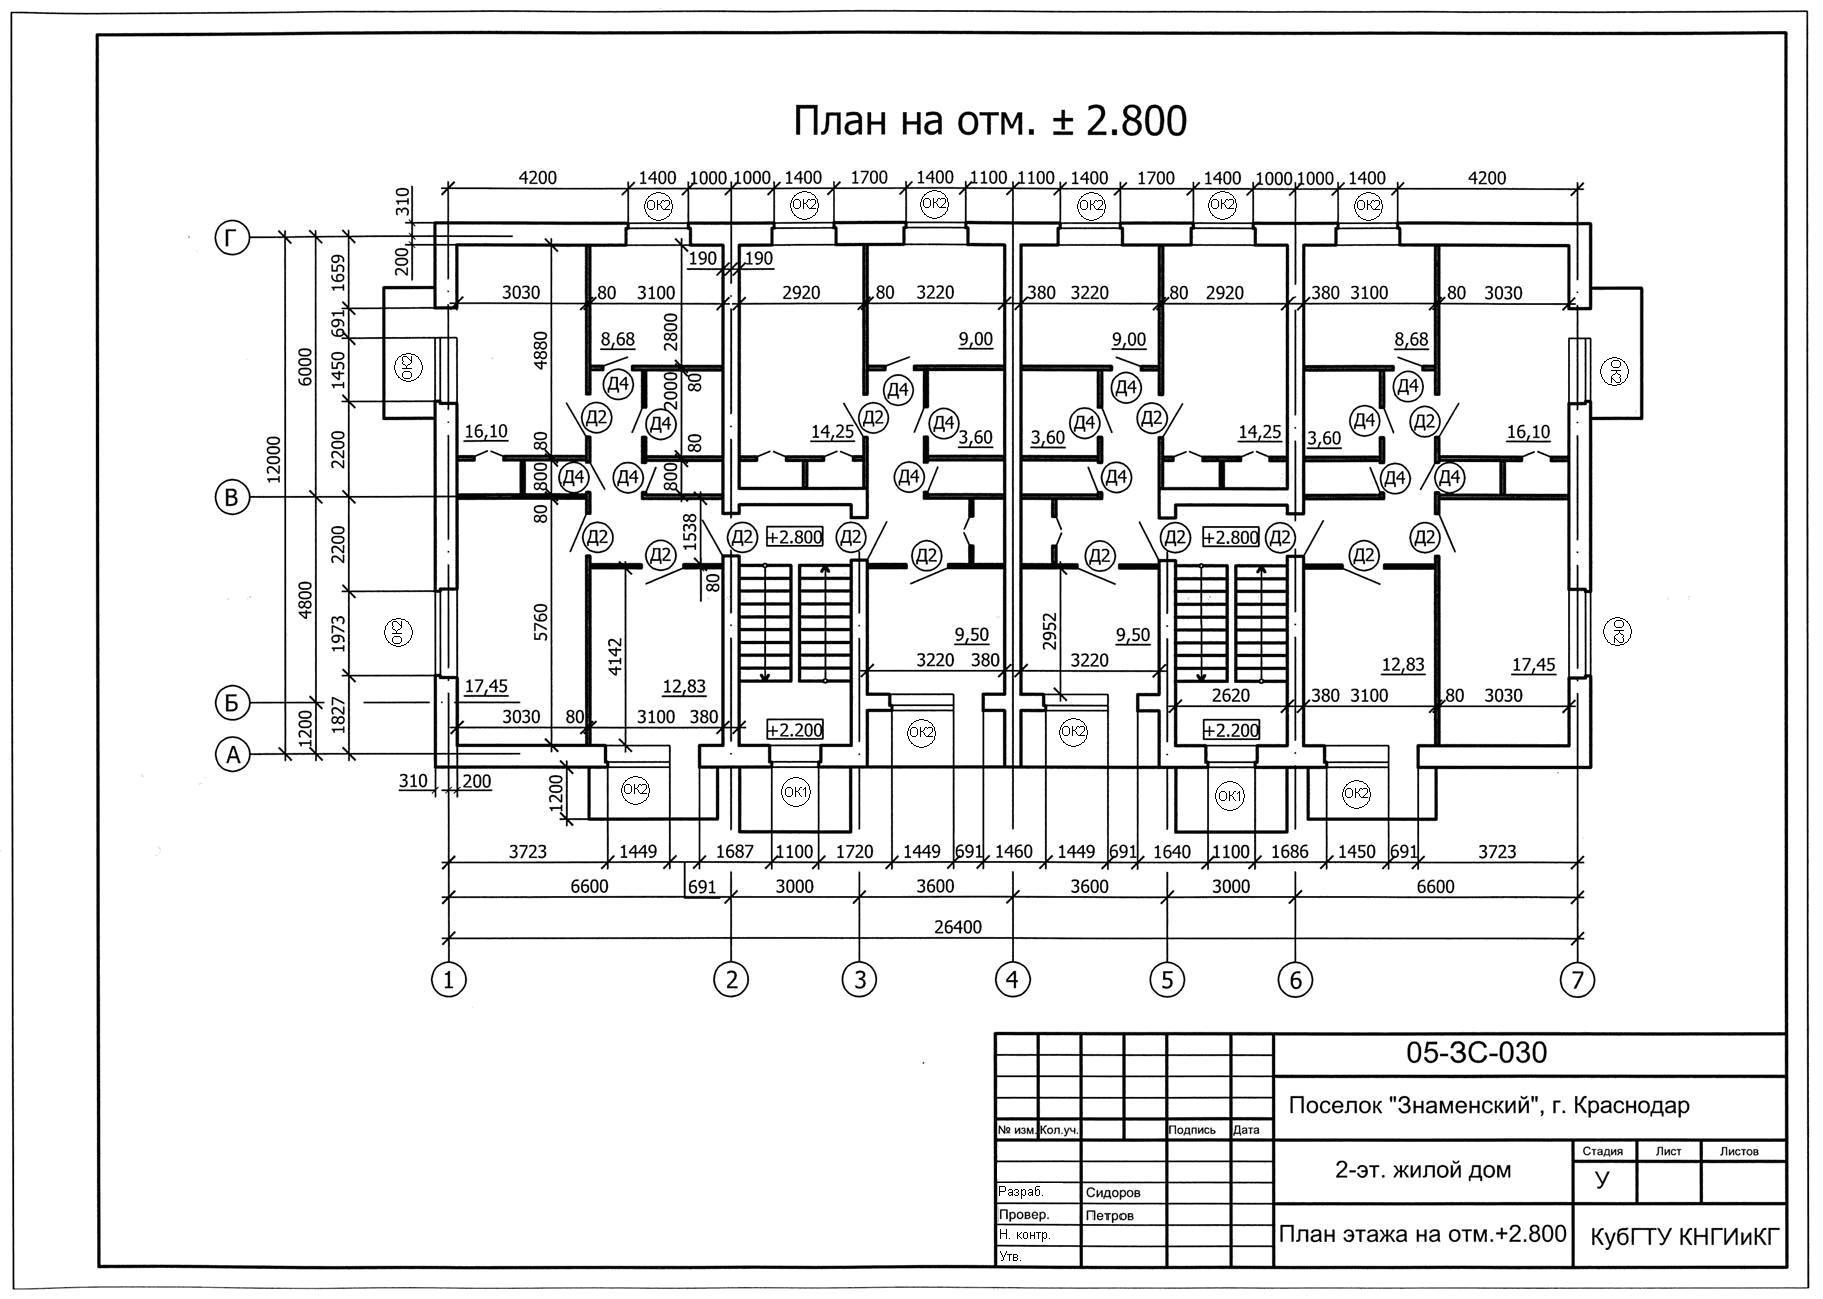 План на отм. ± 2.800
4200 1400 1000 1000 1400 1700 1400 1100 1100 1400 1700 1400 1000 1000 1400 4200
310
ОК2 ОК2 ОК2 ОК2 ОК2 ОК2
Г
200
190 190
1659
3030 80 3100 2920 80 3220 380 3220 80 2920 380 3100 80 3030
691
8,68 2800 9,00 9,00 8,68
4880
6000
1450
ОК2 ОК2
Д4 2000 80 Д4 Д4 Д4
Д2 Д4 Д2 Д4 Д4 Д2 Д4 Д2
16,10 14,25 3,60 3,60 14,25 3,60 16,10
12000
2200
80 80
800 Д4 Д4 800 Д4 Д4 Д4 Д4
В
80
1538
Д2 Д2 +2.800 Д2 Д2 +2.800 Д2 Д2
Д2 Д2 Д2 Д2
2200
80
4800
5760
1973
ОК2 ОК2
4142
2952
9,50 9,50
3220 380 3220
12,83 12,83 17,45
17,45
Б
2620 380 3100 80 3030
1200
1827
3030 80 3100 380
+2.200 +2.200
ОК2 ОК2
А
310 200
1200
ОК2 ОК1 ОК1 ОК2
3723 1449 1687 1100 1720 1449 691 1460 1449 691 1640 1100 1686 1450 691 3723
6600 691 3000 3600 3600 3000 6600
26400
1 2 3 4 5 6 7
05-ЗС-030
Поселок "Знаменский", г. Краснодар
№ изм. Кол.уч. Подпись Дата
2-эт. жилой дом
Стадия Лист Листов
У
Разраб. Сидоров
Провер. Петров
Н. контр.
Утв.
План этажа на отм.+2.800
КубГТУ КНГИиКГ